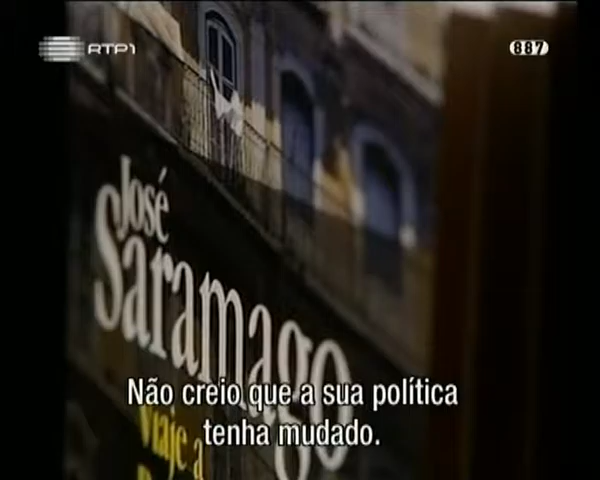 RTP1
887
José
Saramago
Viaje a
Não creio que a sua política
tenha mudado.